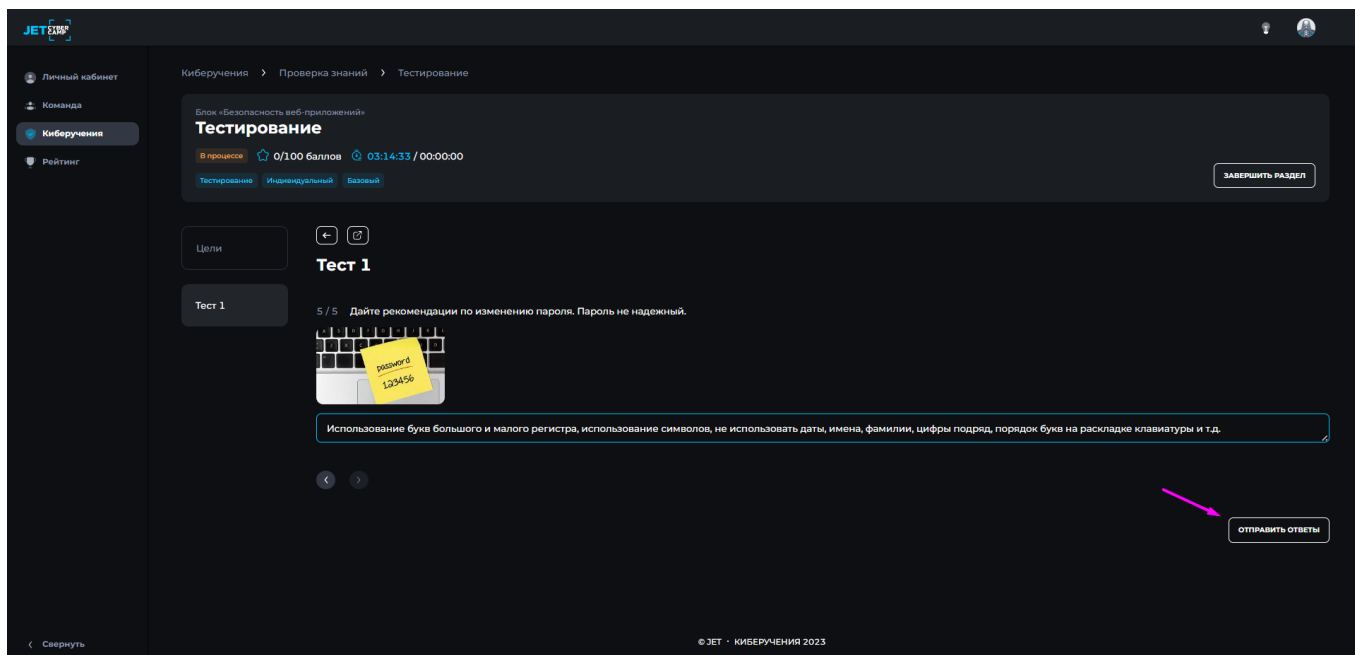 JET CYBER CAMP
Личный кабинет
Команда
Киберучения
Рейтинг
Киберучения > Проверка знаний > Тестирование
Блок «Безопасность веб-приложений»
Тестирование
В процессе 0/100 баллов 03:14:33 / 00:00:00
Тестирование Индивидуальный Базовый
ЗАВЕРШИТЬ РАЗДЕЛ
Цели
Тест 1
Тест 1
5 / 5 Дайте рекомендации по изменению пароля. Пароль не надежный.
password
123456
Использование букв большого и малого регистра, использование символов, не использовать даты, имена, фамилии, цифры подряд, порядок букв на раскладке клавиатуры и т.д.
ОТПРАВИТЬ ОТВЕТЫ
Свернуть
© JET · КИБЕРУЧЕНИЯ 2023